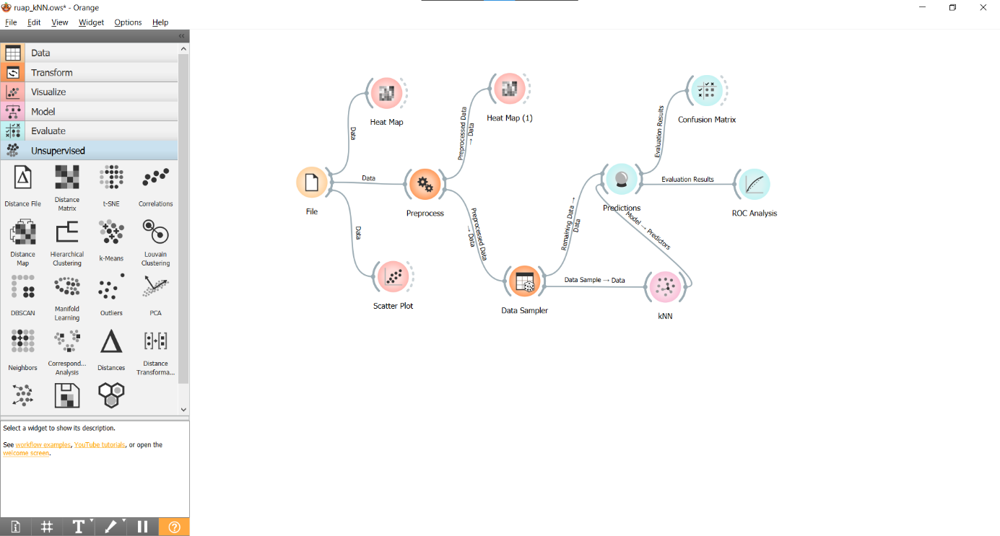 ruap_kNN.ows* - Orange
File Edit View Widget Options Help
Data
Transform
Visualize
Model
Evaluate
Unsupervised
Distance File
Distance
Matrix
t-SNE
Correlations
Distance
Map
Hierarchical
Clustering
k-Means
Louvain
Clustering
DBSCAN
Manifold
Learning
Outliers
PCA
Neighbors
Correspond...
Analysis
Distances
Distance
Transforma...
Select a widget to show its description.
See workflow examples, YouTube tutorials, or open the
welcome screen.
Heat Map
Data
File
Data
Preprocess
Data
Scatter Plot
Heat Map (1)
Preprocessed Data
→ Data
Preprocessed Data
→ Data
Data Sampler
Remaining Data →
Data
Data Sample → Data
kNN
Model → Predictors
Predictions
Evaluation Results
Confusion Matrix
Evaluation Results
ROC Analysis